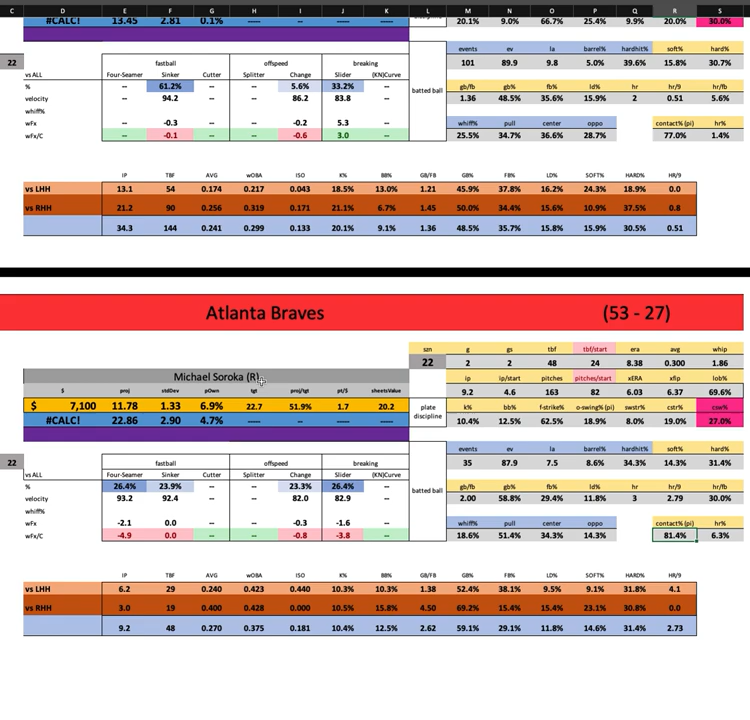 C D E F G H I J K L M N O P Q R S
#CALC! 13.45 2.81 0.1% ---- -- ---- 20.1% 9.0% 66.7% 25.4% 9.9% 20.0% 30.0%
events ev la barrel% hardhit% soft% hard%
22 fastball offspeed breaking 101 89.9 9.8 5.0% 39.6% 15.8% 30.7%
vs ALL Four-Seamer Sinker Cutter Splitter Change Slider (KN)Curve
% -- 61.2% -- -- 5.6% 33.2% -- batted ball gb/fb gb% fb% ld% hr hr/9 hr/fb
velocity -- 94.2 -- -- 86.2 83.8 -- 1.36 48.5% 35.6% 15.9% 2 0.51 5.6%
whiff%
wFx -- -0.3 -- -- -0.2 5.3 -- whiff% pull center oppo contact% (pi) hr%
wFx/C -- -0.1 -- -- -0.6 3.0 -- 25.5% 34.7% 36.6% 28.7% 77.0% 1.4%
IP TBF AVG wOBA ISO K% BB% GB/FB GB% FB% LD% SOFT% HARD% HR/9
vs LHH 13.1 54 0.174 0.217 0.043 18.5% 13.0% 1.21 45.9% 37.8% 16.2% 24.3% 18.9% 0.0
vs RHH 21.2 90 0.256 0.319 0.171 21.1% 6.7% 1.45 50.0% 34.4% 15.6% 10.9% 37.5% 0.8
34.3 144 0.241 0.299 0.133 20.1% 9.1% 1.36 48.5% 35.7% 15.8% 15.9% 30.5% 0.51
Atlanta Braves (53 - 27)
szn g gs tbf tbf/start era avg whip
22 2 2 48 24 8.38 0.300 1.86
Michael Soroka (R) ip ip/start pitches pitches/start xERA xfip lob%
$ proj stdDev pOwn tgt proj/tgt pt/$ sheetsValue 9.2 4.6 163 82 6.03 6.37 69.6%
$ 7,100 11.78 1.33 6.9% 22.7 51.9% 1.7 20.2 plate discipline k% bb% f-strike% o-swing% (pi) swstr% cstr% csw%
#CALC! 22.86 2.90 4.7% ---- -- ---- 10.4% 12.5% 62.5% 18.9% 8.0% 19.0% 27.0%
events ev la barrel% hardhit% soft% hard%
22 fastball offspeed breaking 35 87.9 7.5 8.6% 34.3% 14.3% 31.4%
vs ALL Four-Seamer Sinker Cutter Splitter Change Slider (KN)Curve
% 26.4% 23.9% -- -- 23.3% 26.4% -- batted ball gb/fb gb% fb% ld% hr hr/9 hr/fb
velocity 93.2 92.4 -- -- 82.0 82.9 -- 2.00 58.8% 29.4% 11.8% 3 2.79 30.0%
whiff%
wFx -2.1 0.0 -- -- -0.3 -1.6 -- whiff% pull center oppo contact% (pi) hr%
wFx/C -4.9 0.0 -- -- -0.8 -3.8 -- 18.6% 51.4% 34.3% 14.3% 81.4% 6.3%
IP TBF AVG wOBA ISO K% BB% GB/FB GB% FB% LD% SOFT% HARD% HR/9
vs LHH 6.2 29 0.240 0.423 0.440 10.3% 10.3% 1.38 52.4% 38.1% 9.5% 9.1% 31.8% 4.1
vs RHH 3.0 19 0.400 0.428 0.000 10.5% 15.8% 4.50 69.2% 15.4% 15.4% 23.1% 30.8% 0.0
9.2 48 0.270 0.375 0.181 10.4% 12.5% 2.62 59.1% 29.1% 11.8% 14.6% 31.4% 2.73